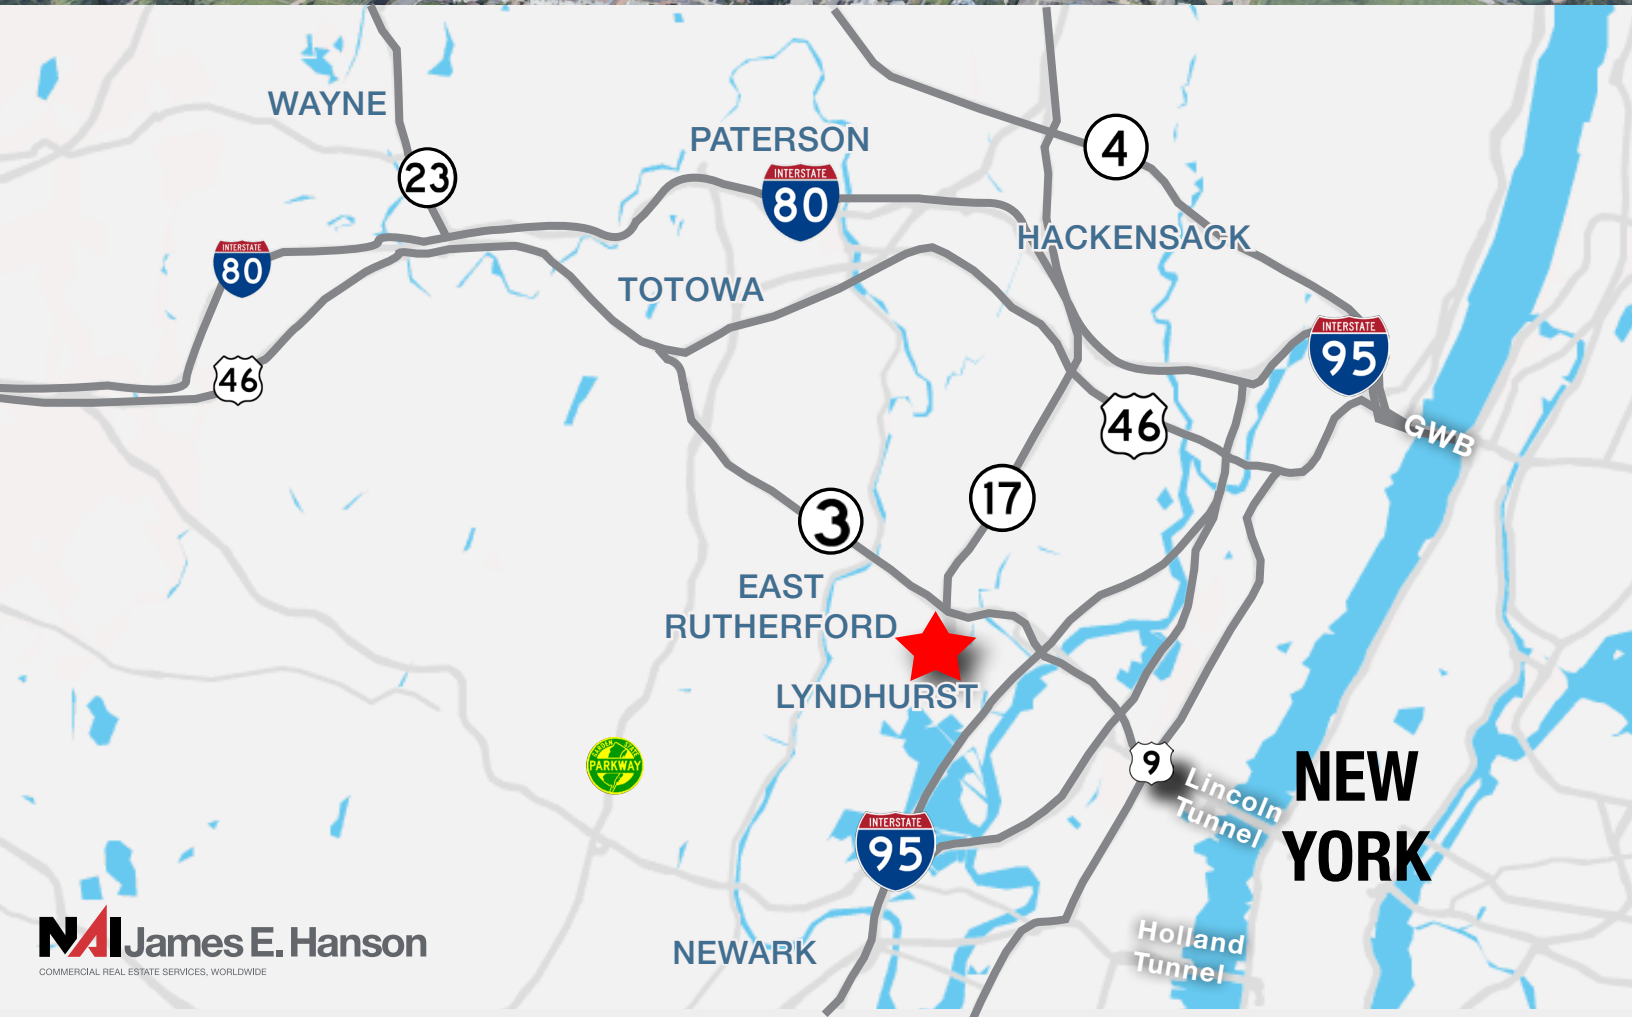 WAYNE
PATERSON
INTERSTATE
80
4
23
HACKENSACK
INTERSTATE
80
TOTOWA
INTERSTATE
95
46
46
GWB
17
3
EAST
RUTHERFORD
LYNDHURST
GARDEN STATE
PARKWAY
9
Lincoln
Tunnel
NEW
YORK
INTERSTATE
95
NEWARK
Holland
Tunnel
NAI James E. Hanson
COMMERCIAL REAL ESTATE SERVICES, WORLDWIDE